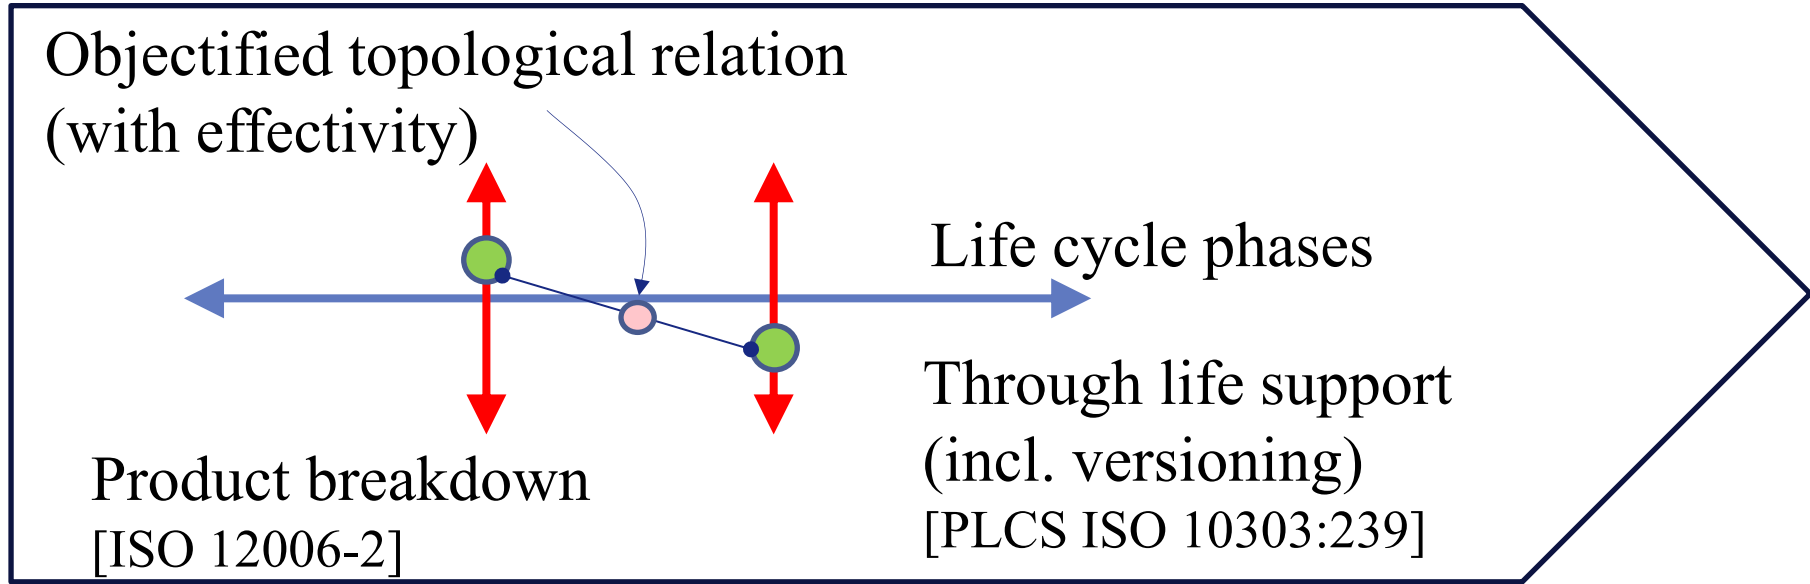 Objectified topological relation
(with effectivity)
Life cycle phases
Through life support
(incl. versioning)
[PLCS ISO 10303:239]
Product breakdown
[ISO 12006-2]